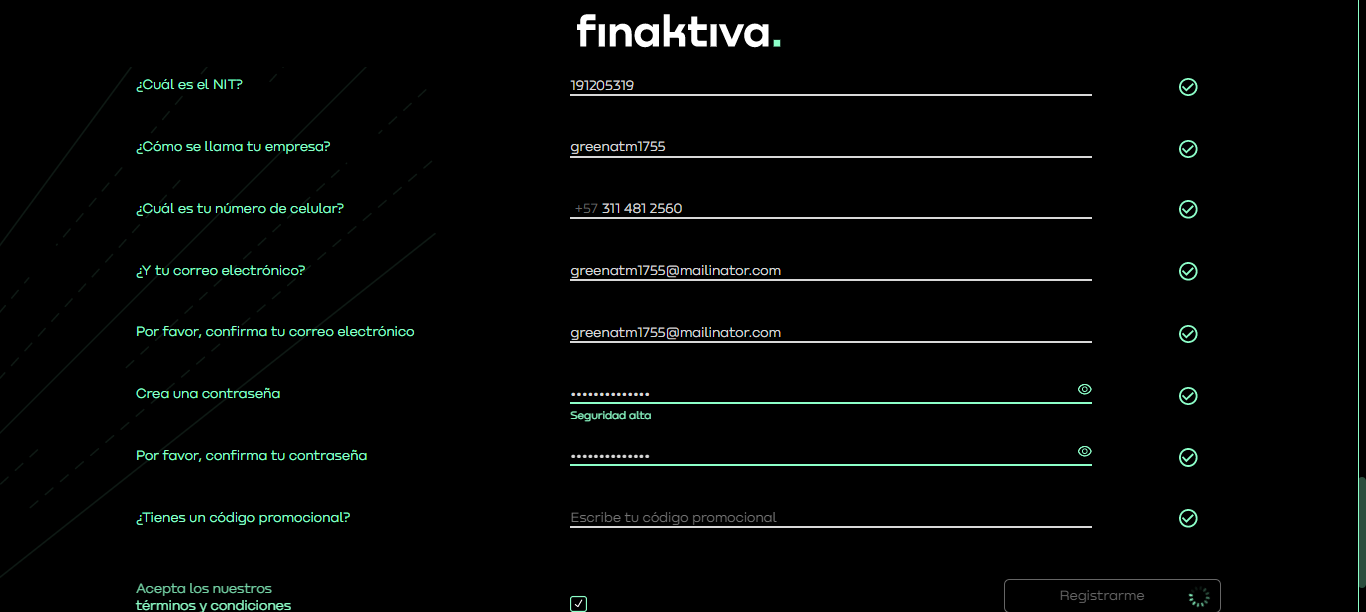 finaktiva.
¿Cuál es el NIT?
191205319
¿Cómo se llama tu empresa?
greenatm1755
¿Cuál es tu número de celular?
+57 311 481 2560
¿Y tu correo electrónico?
greenatm1755@mailinator.com
Por favor, confirma tu correo electrónico
greenatm1755@mailinator.com
Crea una contraseña
••••••••••••••
Seguridad alta
Por favor, confirma tu contraseña
••••••••••••••
¿Tienes un código promocional?
Escribe tu código promocional
Acepta los nuestros
términos y condiciones
Registrarme